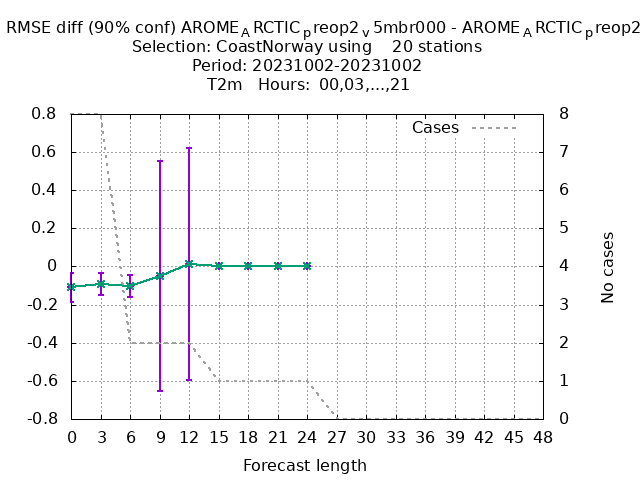 RMSE diff (90% conf) AROME_ARCTIC_preop2_v5mbr000 - AROME_ARCTIC_preop2
Selection: CoastNorway using 20 stations
Period: 20231002-20231002
T2m Hours: 00,03,...,21
Cases
0.8
0.6
0.4
0.2
0
-0.2
-0.4
-0.6
-0.8
8
7
6
5
4
3
2
1
0
No cases
0 3 6 9 12 15 18 21 24 27 30 33 36 39 42 45 48
Forecast length